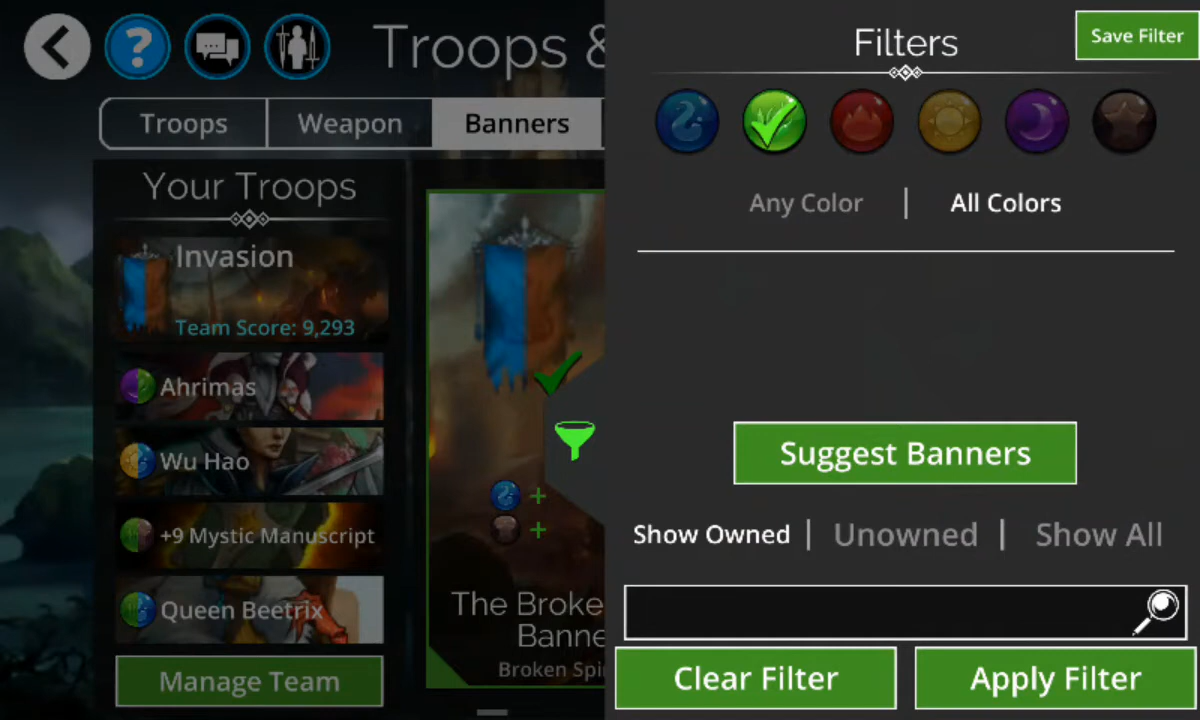 Troops &
Troops
Weapon
Banners
Your Troops
Invasion
Team Score: 9,293
Ahrimas
Wu Hao
+9 Mystic Manuscript
Queen Beetrix
Manage Team
+
+
The Broke
Banne
Broken Spi
Filters
Save Filter
Any Color | All Colors
Suggest Banners
Show Owned | Unowned | Show All
Clear Filter
Apply Filter